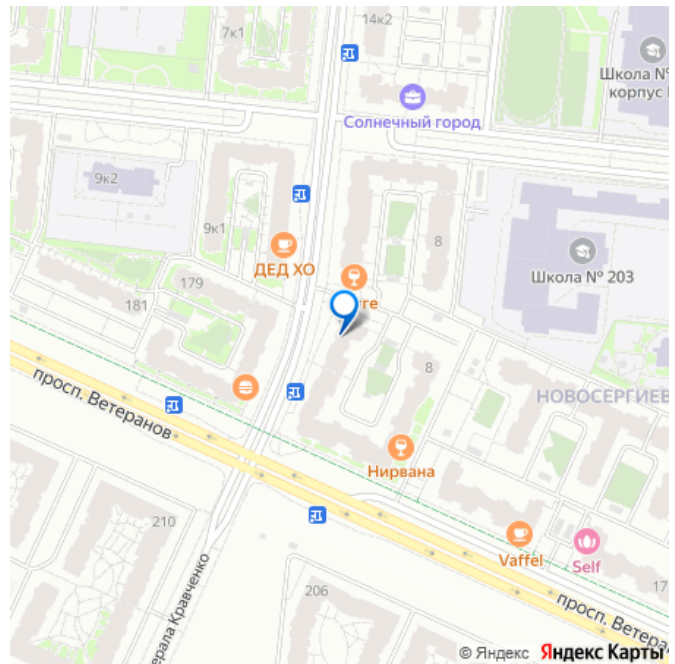 7к1
14к2
Школа №
корпус
Солнечный город
9к2
9к1
8
ДЕД ХО
Школа № 203
179
181
8
просп. Ветеранов
НОВОСЕРГИЕВ
Нирвана
210
Vaffel
Self
17
206
ерала Кравченко
просп. Ветера
© Яндекс Яндекс Карты